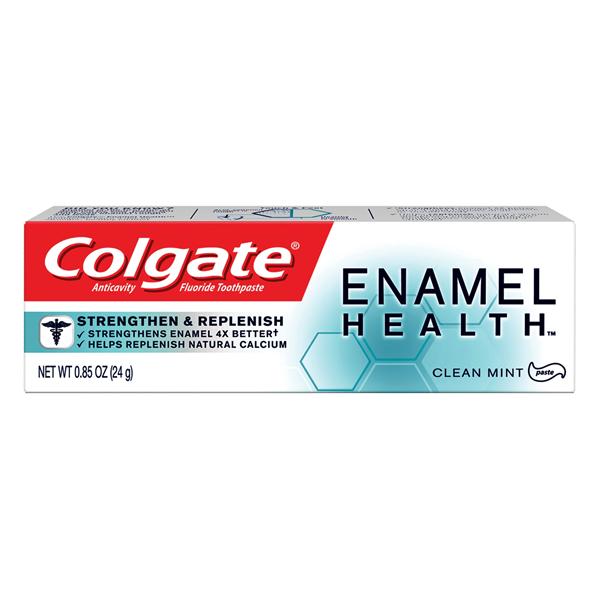 Colgate®
Anticavity Fluoride Toothpaste
STRENGTHEN & REPLENISH
✓ STRENGTHENS ENAMEL 4X BETTER†
✓ HELPS REPLENISH NATURAL CALCIUM
NET WT 0.85 OZ (24 g)
ENAMEL
HEALTH™
CLEAN MINT paste